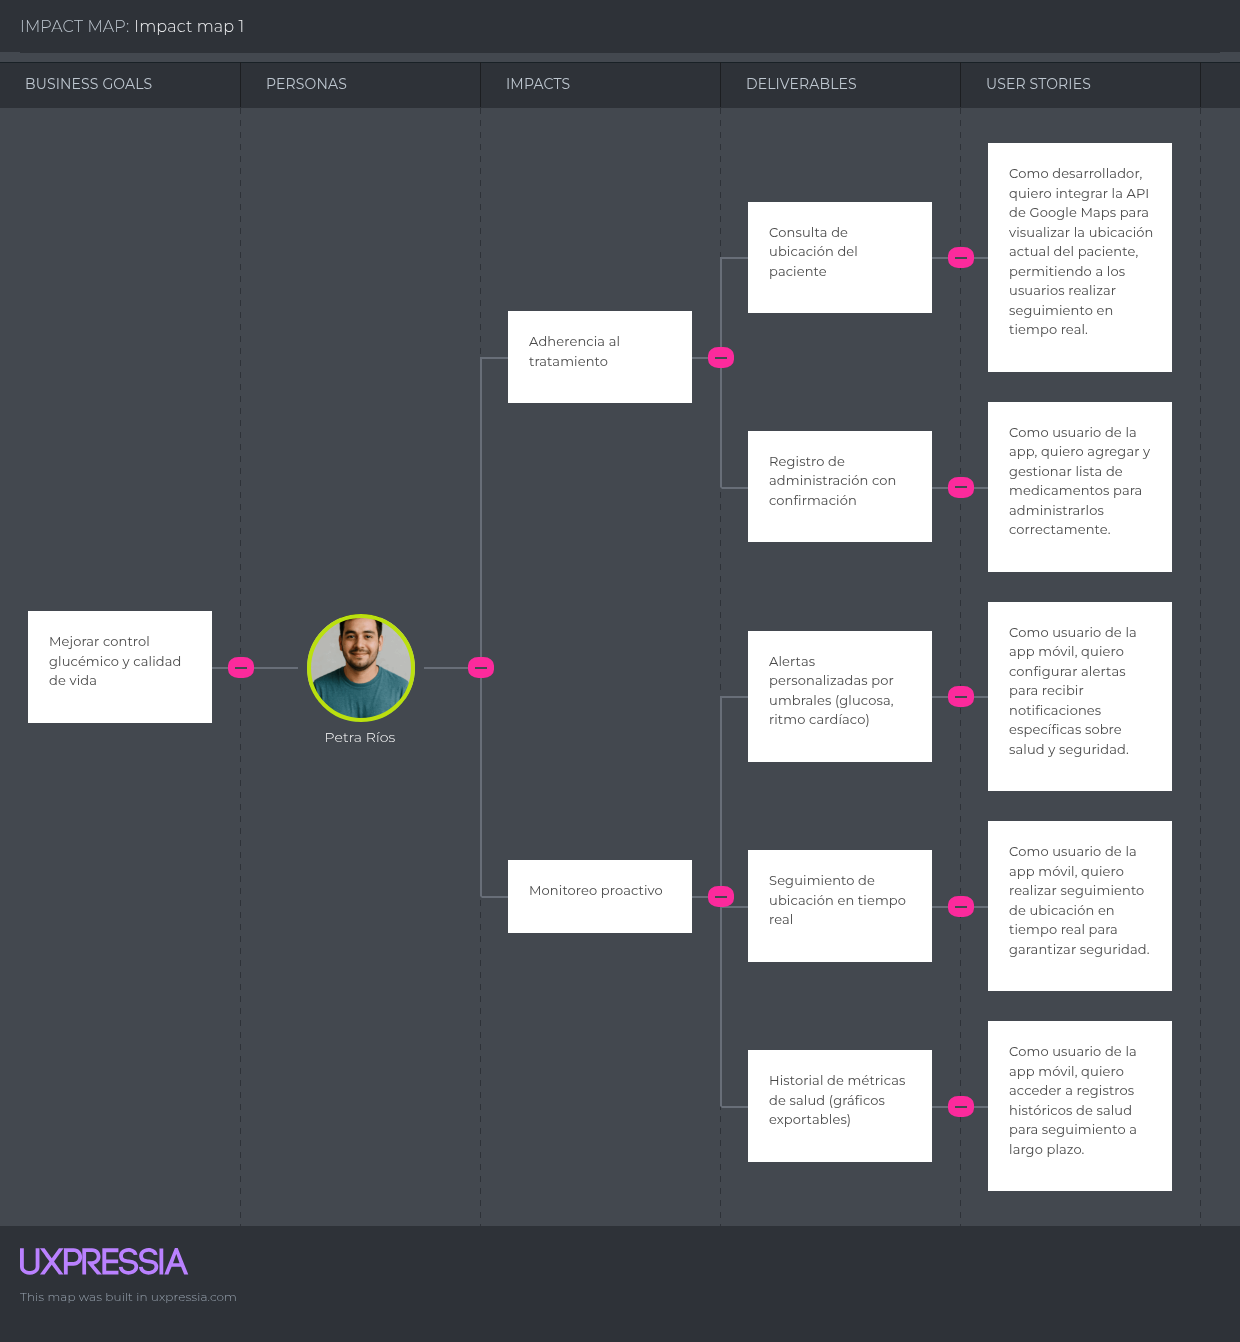 IMPACT MAP: Impact map 1
BUSINESS GOALS
PERSONAS
IMPACTS
DELIVERABLES
USER STORIES
Mejorar control
glucémico y calidad
de vida
Petra Ríos
Adherencia al
tratamiento
Consulta de
ubicación del
paciente
Como desarrollador,
quiero integrar la API
de Google Maps para
visualizar la ubicación
actual del paciente,
permitiendo a los
usuarios realizar
seguimiento en
tiempo real.
Registro de
administración con
confirmación
Como usuario de la
app, quiero agregar y
gestionar lista de
medicamentos para
administrarlos
correctamente.
Monitoreo proactivo
Alertas
personalizadas por
umbrales (glucosa,
ritmo cardíaco)
Como usuario de la
app móvil, quiero
configurar alertas
para recibir
notificaciones
específicas sobre
salud y seguridad.
Seguimiento de
ubicación en tiempo
real
Como usuario de la
app móvil, quiero
realizar seguimiento
de ubicación en
tiempo real para
garantizar seguridad.
Historial de métricas
de salud (gráficos
exportables)
Como usuario de la
app móvil, quiero
acceder a registros
históricos de salud
para seguimiento a
largo plazo.
UXPRESSIA
This map was built in uxpressia.com